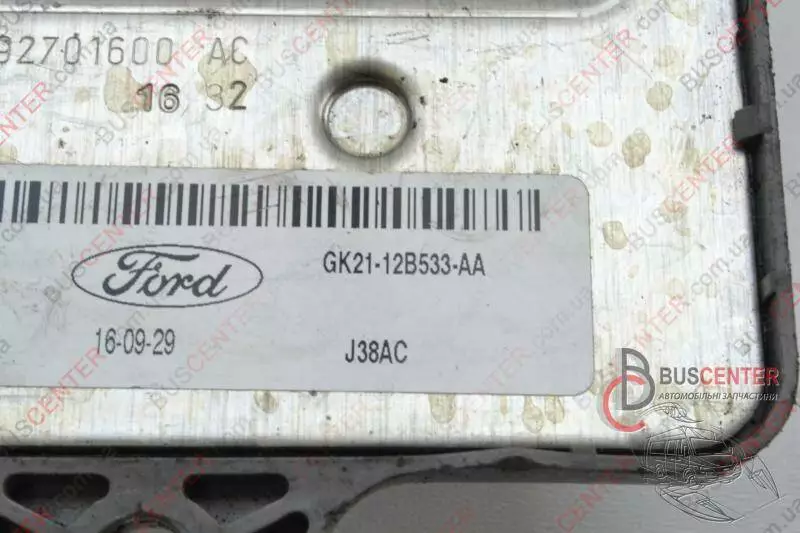 92701600 AC
16 32
Ford
GK21-12B533-AA
16-09-29
J38AC
BUSCENTER
АВТОМОБІЛЬНІ ЗАПЧАСТИНИ